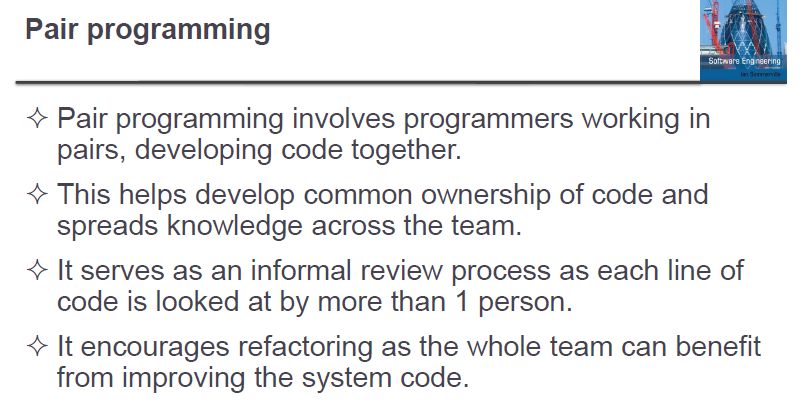 Pair programming
Software Engineering
Ian Sommerville
✧ Pair programming involves programmers working in
pairs, developing code together.
✧ This helps develop common ownership of code and
spreads knowledge across the team.
✧ It serves as an informal review process as each line of
code is looked at by more than 1 person.
✧ It encourages refactoring as the whole team can benefit
from improving the system code.